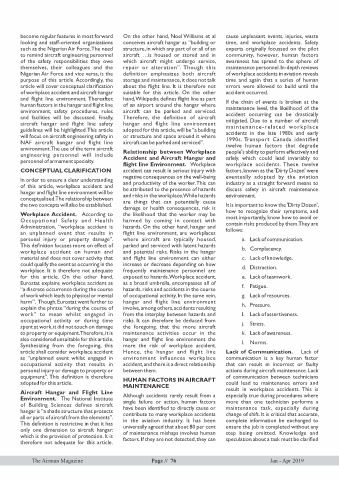 become regular features in most forward
looking and staff oriented organizations
such as the Nigerian Air Force. The need
to remind aircraft engineering personnel
of the safety responsibilities they owe
themselves, their colleagues and the
Nigerian Air Force and vice versa, is the
purpose of this article. Accordingly, the
article will cover conceptual clarification
of workplace accident and aircraft hangar
and flight line environment. Thereafter,
human factors in the hangar and flight line
environment, safety procedures, rules
and facilities will be discussed. Finally,
aircraft hangar and flight line safety
guidelines will be highlighted. This article
will focus on aircraft engineering safety in
NAF aircraft hangar and flight line
environment. The use of the term aircraft
engineering personnel will include
personnel of armament specialty.
CONCEPTUAL CLARIFICATION
In order to ensure a clear understanding
of this article, workplace accident and
hangar and flight line environment will be
conceptualised. The relationship between
the two concepts will also be established.
Workplace Accident. According to
Occupational Safety and Health
Administration, "workplace accident is
an unplanned event that results in
personal injury or property damage".
This definition focuses more on effect of
workplace accident on human and
material and does not cover activity that
could qualify the event as occurring in the
workplace. It is therefore not adequate
for this article. On the other hand,
Eurostat explains workplace accident as
"a discreet occurrence during the course
of work which leads to physical or mental
harm". Though, Eurostat went further to
explain the phrase "during the course of
work" to mean whilst engaged in
occupational activity or during time
spent at work, it did not touch on damage
to property or equipment. Therefore, it is
also considered unsuitable for this article.
Synthesizing from the foregoing, this
article shall consider workplace accident
as "unplanned event while engaged in
occupational activity that results in
personal injury or damage to property or
equipment". This definition is therefore
adopted for this article.
Aircraft Hangar and Flight Line
Environment. The National Institute
of Building Sciences defines aircraft
hangar is "a shade structure that protects
all or parts of aircraft from the elements".
This definition is restrictive in that it has
only one dimension to aircraft hangar;
which is the provision of protection. It is
therefore not adequate for this article.
On the other hand, Noel Williams et al
conceives aircraft hangar as "building or
structure, in which any part or all of an
aircraft …is housed or stored and in
which aircraft might undergo service,
repair or alteration". Though this
definition emphasises both aircraft
storage and maintenance, it does not talk
about the flight line. It is therefore not
suitable for this article. On the other
hand, Wikipedia defines flight line as part
of an airport around the hangar where
aircraft can be parked and serviced.
Therefore, the definition of aircraft
hangar and flight line environment
adopted for this article, will be "a building
or structure and space around it where
aircraft can be parked and serviced".
Relationship between Workplace
Accident and Aircraft Hangar and
flight line Environment. Workplace
accident can result in serious injury with
negative consequences on the well-being
and productivity of the worker. This can
be attributed to the presence of hazards
and risks in the workplace. While hazards
are things that can potentially cause
damage or health consequences, risk is
the likelihood that the worker may be
harmed by coming in contact with
hazards. On the other hand, hangar and
flight line environment, are workplaces
where aircraft are typically housed,
parked and serviced with latent hazards
and potential risks. Risks in the hangar
and flight line environment can either
increase or decrease depending on how
frequently maintenance personnel are
exposed to hazards. Workplace accident,
as a broad umbrella, encompasses all of
hazards, risks and accidents in the course
of occupational activity. In the same vein,
hangar and flight line environment
involve, among others, accidents resulting
from the interplay between hazards and
risks. It can therefore be deduced from
the foregoing, that the more aircraft
maintenance activities occur in the
hangar and flight line environment the
more the risk of workplace accident.
Hence, the hangar and flight line
environment influences workplace
accident, and there is a direct relationship
between them.
HUMAN FACTORS IN AIRCRAFT
MAINTENANCE
Although accidents rarely result from a
single failure or action, human factors
have been identified to directly cause or
contribute to many workplace accidents
in the aviation industry. It has been
universally agreed that about 80 per cent
of maintenance mishaps involve human
factors. If they are not detected, they can
cause unpleasant events, injuries, waste
time, and workplace accidents. Safety
experts originally focussed on the pilot
community, however, human factors
awareness has spread to the sphere of
maintenance personnel. In-depth reviews
of workplace accidents in aviation reveals
time and again that a series of human
errors were allowed to build until the
accident occurred.
If the chain of events is broken at the
maintenance level, the likelihood of the
accident occurring can be drastically
mitigated. Due to a number of aircraft
maintenance-related workplace
accidents in the late 1980s and early
1990s, Transport Canada identified
twelve human factors that degrade
people's ability to perform effectively and
safely, which could lead invariably to
workplace accidents. These twelve
factors, known as the 'Dirty Dozen' were
eventually adopted by the aviation
industry as a straight forward means to
discuss safety in aircraft maintenance
environment.
It is important to know the 'Dirty Dozen',
how to recognize their symptoms, and
most importantly, know how to avoid or
contain risks produced by them. They are
follows:
a. Lack of communication.
b. Complacency.
c. Lack of knowledge.
d. Distraction.
e. Lack of teamwork.
f. Fatigue.
g. Lack of resources.
h. Pressure.
i. Lack of assertiveness.
j. Stress.
k. Lack of awareness.
l. Norms.
Lack of Communication. Lack of
communication is a key human factor
that can result in incorrect or faulty
actions during aircraft maintenance. Lack
of communication between technicians
could lead to maintenance errors and
result in workplace accidents. This is
especially true during procedures where
more than one technician performs a
maintenance task, especially during
change of shift. It is critical that accurate,
complete information be exchanged to
ensure the job is completed without any
step being omitted. Knowledge and
speculation about a task must be clarified
The Airman Magazine
Page // 76
Jan - Apr 2019